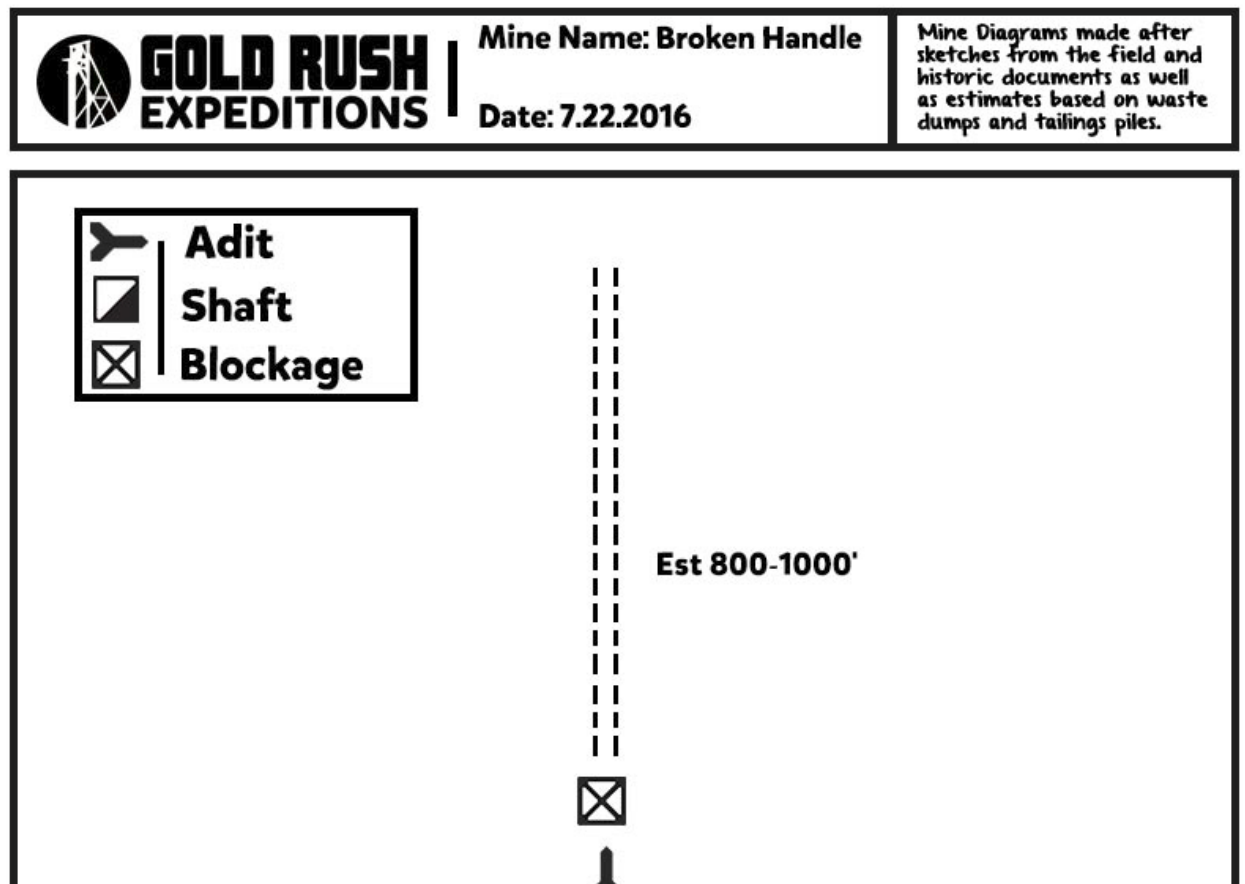 GOLD RUSH
EXPEDITIONS
Mine Name: Broken Handle
Date: 7.22.2016
Mine Diagrams made after
sketches from the field and
historic documents as well
as estimates based on waste
dumps and tailings piles.
Adit
Shaft
Blockage
Est 800-1000'